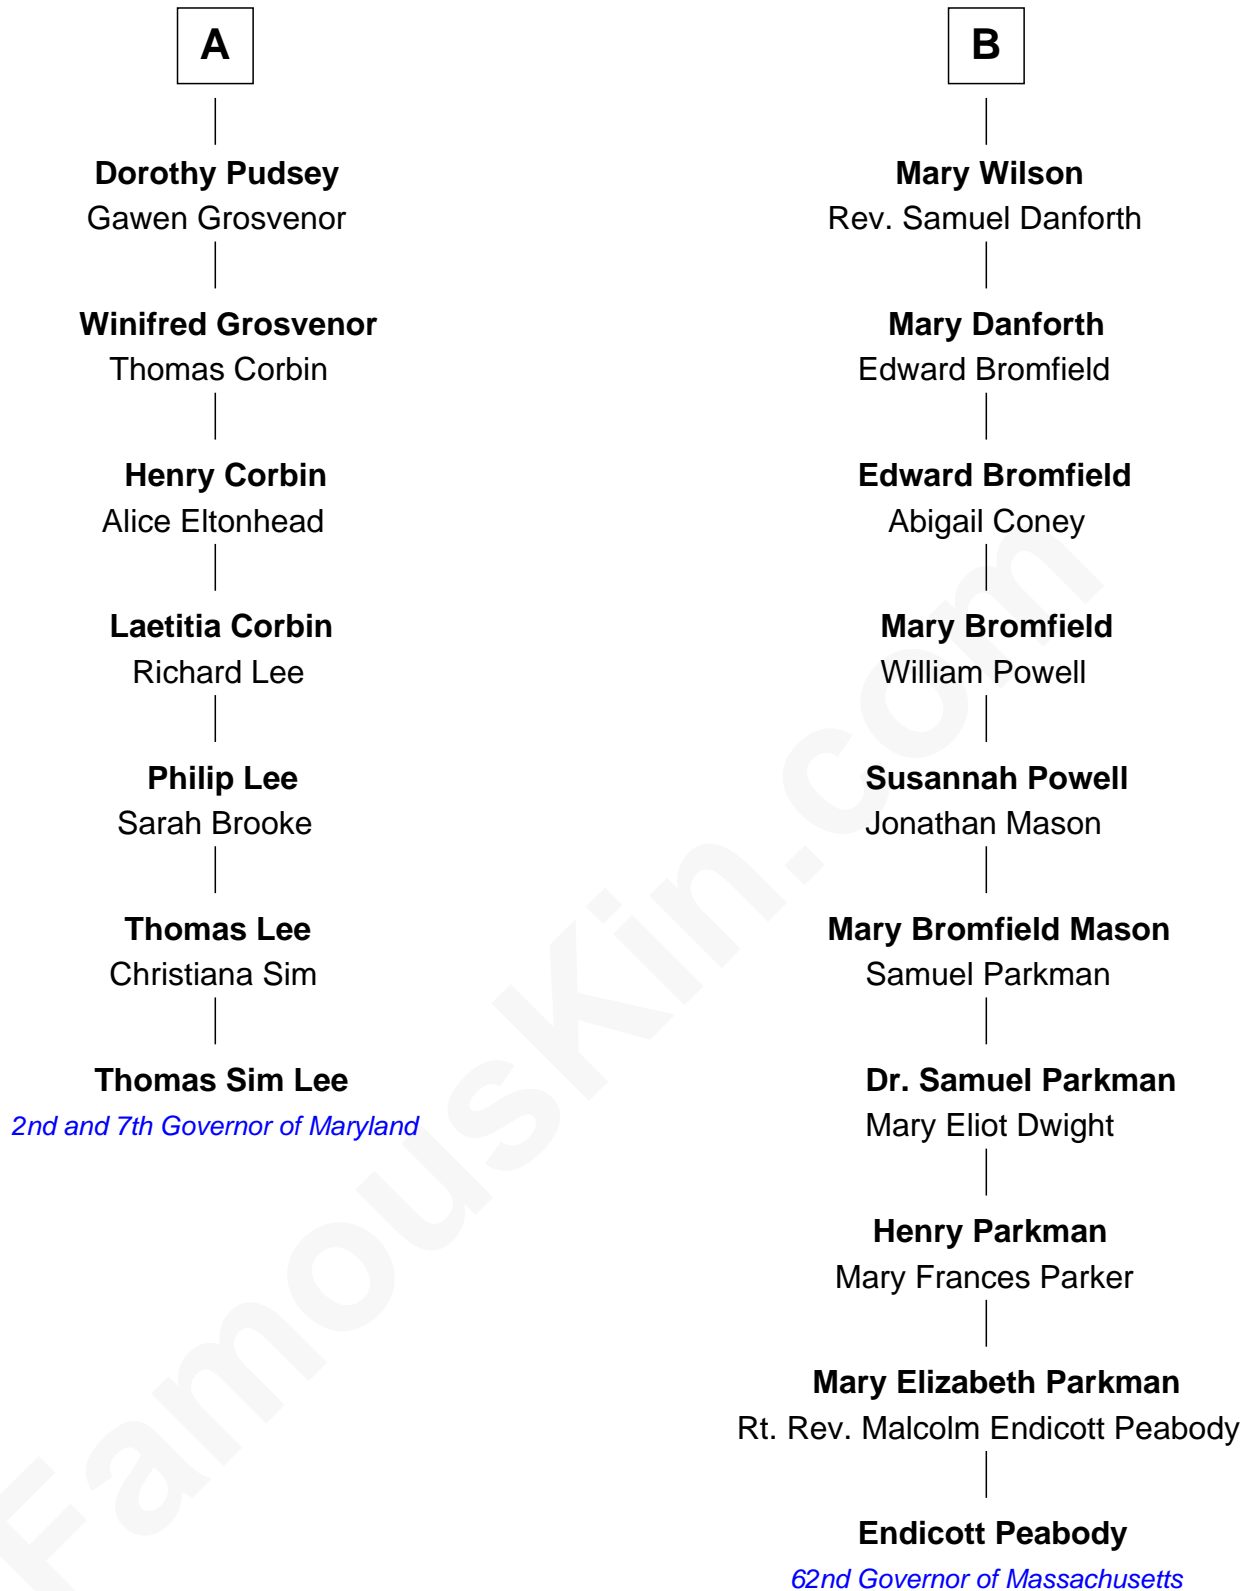 A
Dorothy Pudsey
Gawen Grosvenor
Winifred Grosvenor
Thomas Corbin
Henry Corbin
Alice Eltonhead
Laetitia Corbin
Richard Lee
Philip Lee
Sarah Brooke
Thomas Lee
Christiana Sim
Thomas Sim Lee
2nd and 7th Governor of Maryland
B
Mary Wilson
Rev. Samuel Danforth
Mary Danforth
Edward Bromfield
Edward Bromfield
Abigail Coney
Mary Bromfield
William Powell
Susannah Powell
Jonathan Mason
Mary Bromfield Mason
Samuel Parkman
Dr. Samuel Parkman
Mary Eliot Dwight
Henry Parkman
Mary Frances Parker
Mary Elizabeth Parkman
Rt. Rev. Malcolm Endicott Peabody
Endicott Peabody
62nd Governor of Massachusetts
FamousKin.com